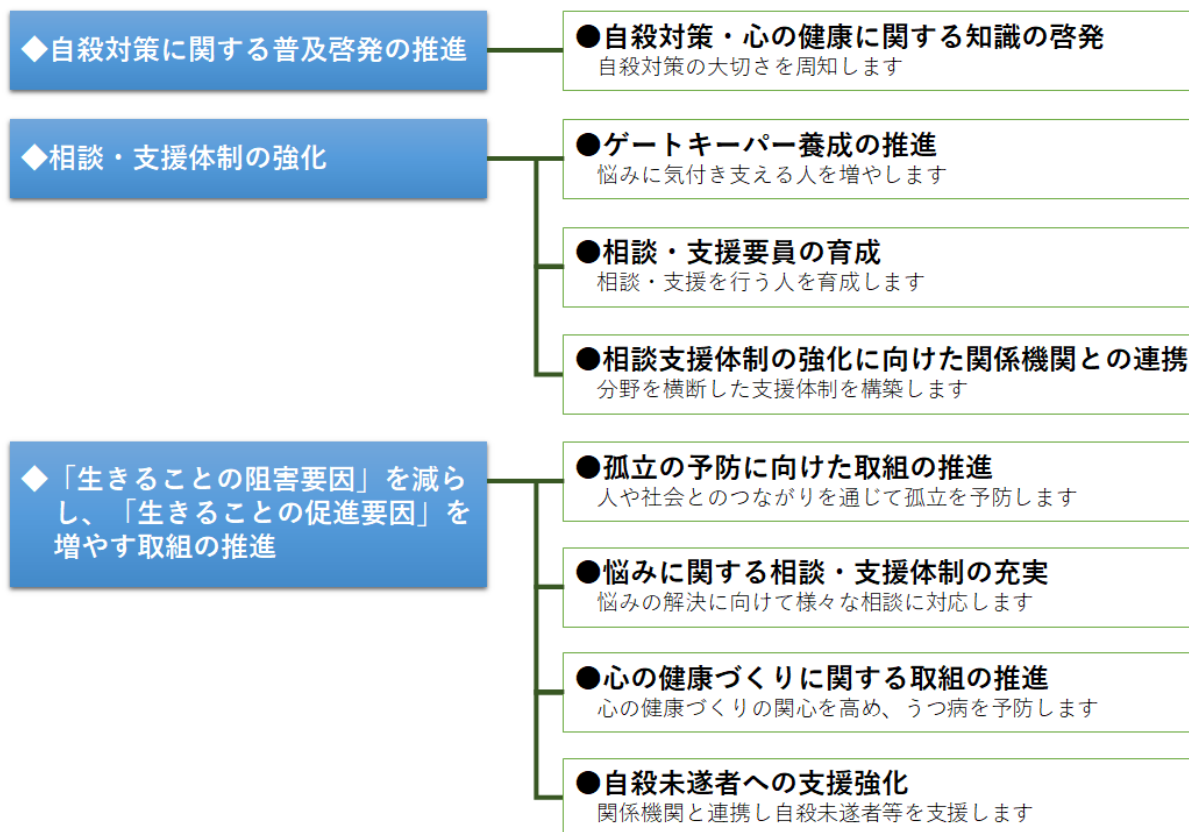 ◆自殺対策に関する普及啓発の推進
●自殺対策・心の健康に関する知識の啓発
自殺対策の大切さを周知します
◆相談・支援体制の強化
●ゲートキーパー養成の推進
悩みに気付き支える人を増やします
●相談・支援要員の育成
相談・支援を行う人を育成します
●相談支援体制の強化に向けた関係機関との連携
分野を横断した支援体制を構築します
◆「生きることの阻害要因」を減ら
し、「生きることの促進要因」を
増やす取組の推進
●孤立の予防に向けた取組の推進
人や社会とのつながりを通じて孤立を予防します
●悩みに関する相談・支援体制の充実
悩みの解決に向けて様々な相談に対応します
●心の健康づくりに関する取組の推進
心の健康づくりの関心を高め、うつ病を予防します
●自殺未遂者への支援強化
関係機関と連携し自殺未遂者等を支援します